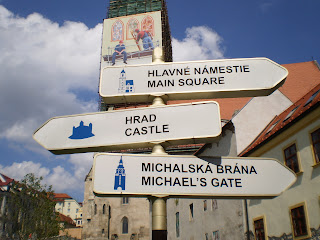 HLAVNÉ NÁMESTIE
MAIN SQUARE
HRAD
CASTLE
MICHALSKÁ BRÁNA
MICHAEL'S GATE